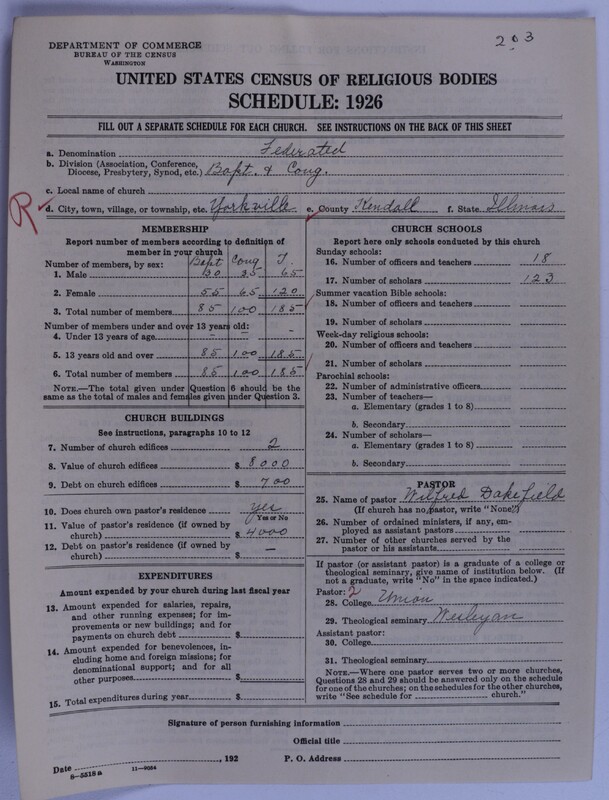 203
DEPARTMENT OF COMMERCE
BUREAU OF THE CENSUS
WASHINGTON
UNITED STATES CENSUS OF RELIGIOUS BODIES
SCHEDULE: 1926
FILL OUT A SEPARATE SCHEDULE FOR EACH CHURCH. SEE INSTRUCTIONS ON THE BACK OF THIS SHEET
a. Denomination Federated
b. Division (Association, Conference, Diocese, Presbytery, Synod, etc.) Bapt. & Cong.
c. Local name of church
R d. City, town, village, or township, etc. Yorkville e. County Kendall f. State Illinois
MEMBERSHIP
Report number of members according to definition of
member in your church
Number of members, by sex: Bapt Cong T.
1. Male 30 35 65
2. Female 55 65 120
3. Total number of members 85 100 185
Number of members under and over 13 years old:
4. Under 13 years of age - - -
5. 13 years old and over 85 100 185
6. Total number of members 85 100 185
NOTE.—The total given under Question 6 should be the
same as the total of males and females given under Question 3.
CHURCH BUILDINGS
See instructions, paragraphs 10 to 12
7. Number of church edifices 2
8. Value of church edifices $ 8000
9. Debt on church edifices $ 700
10. Does church own pastor's residence yes
Yes or No
11. Value of pastor's residence (if owned by
church) $ 4000
12. Debt on pastor's residence (if owned by
church) $ —
EXPENDITURES
Amount expended by your church during last fiscal year
13. Amount expended for salaries, repairs,
and other running expenses; for im-
provements or new buildings; and for
payments on church debt $
14. Amount expended for benevolences, in-
cluding home and foreign missions; for
denominational support; and for all
other purposes $
15. Total expenditures during year $
CHURCH SCHOOLS
Report here only schools conducted by this church
Sunday schools:
16. Number of officers and teachers 18
17. Number of scholars 123
Summer vacation Bible schools:
18. Number of officers and teachers
19. Number of scholars
Week-day religious schools:
20. Number of officers and teachers
21. Number of scholars
Parochial schools:
22. Number of administrative officers
23. Number of teachers—
a. Elementary (grades 1 to 8)
b. Secondary
24. Number of scholars—
a. Elementary (grades 1 to 8)
b. Secondary
PASTOR
25. Name of pastor Wilfred Dakefield
(If church has no pastor, write "None")
26. Number of ordained ministers, if any, em-
ployed as assistant pastors
27. Number of other churches served by the
pastor or his assistants
If pastor (or assistant pastor) is a graduate of a college or
theological seminary, give name of institution below. (If
not a graduate, write "No" in the space indicated.)
Pastor: 2
28. College Union
29. Theological seminary Wesleyan
Assistant pastor:
30. College
31. Theological seminary
NOTE.—Where one pastor serves two or more churches,
Questions 28 and 29 should be answered only on the schedule
for one of the churches; on the schedules for the other churches,
write "See schedule for church."
Signature of person furnishing information
Official title
Date , 192 P. O. Address
8-5518a 11-9054